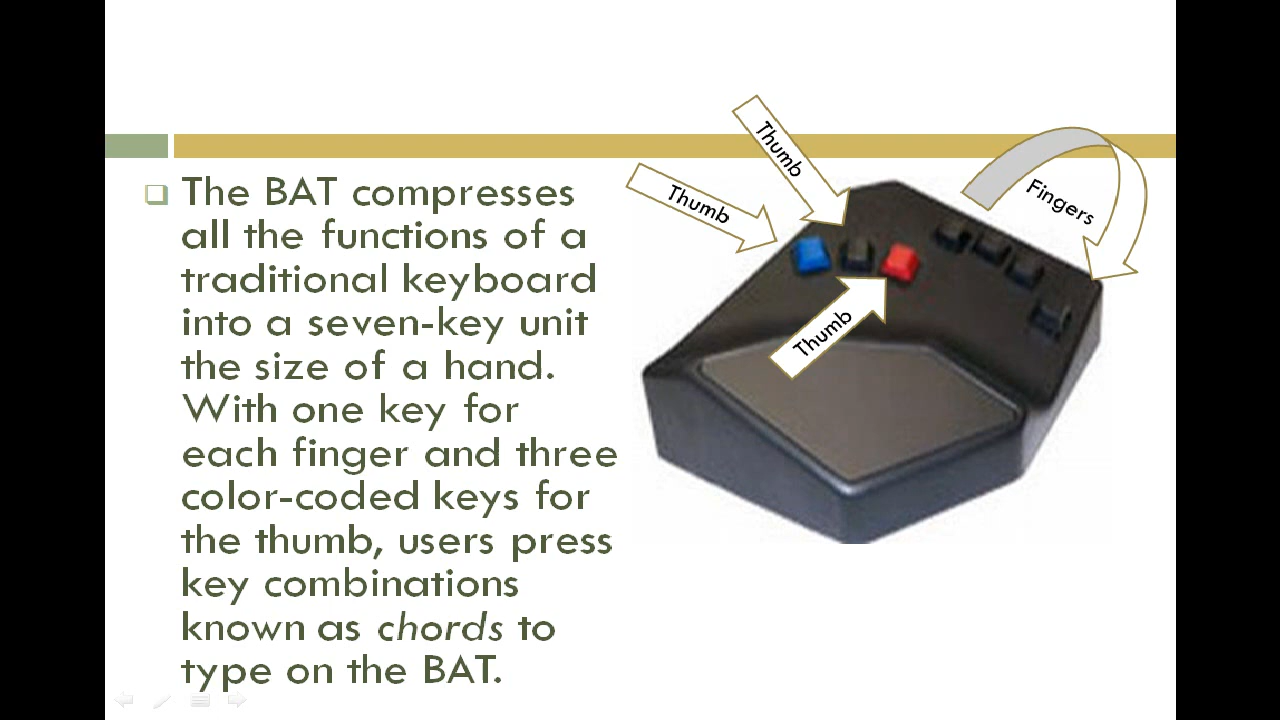 The BAT compresses
all the functions of a
traditional keyboard
into a seven-key unit
the size of a hand.
With one key for
each finger and three
color-coded keys for
the thumb, users press
key combinations
known as chords to
type on the BAT.
Thumb
Thumb
Fingers
Thumb